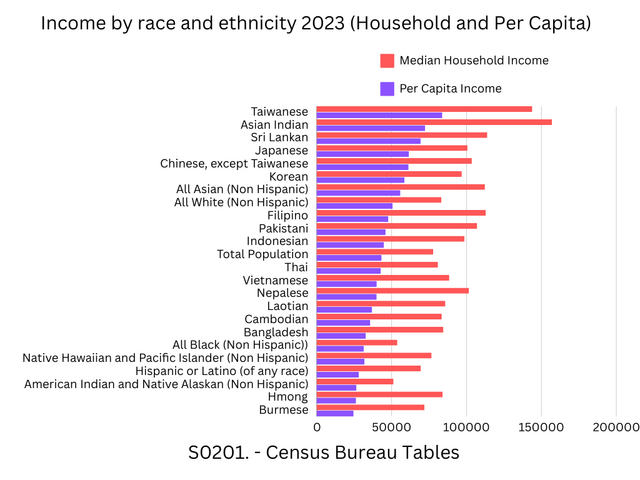 Income by race and ethnicity 2023 (Household and Per Capita)
Median Household Income
Per Capita Income
Taiwanese
Asian Indian
Sri Lankan
Japanese
Chinese, except Taiwanese
Korean
All Asian (Non Hispanic)
All White (Non Hispanic)
Filipino
Pakistani
Indonesian
Total Population
Thai
Vietnamese
Nepalese
Laotian
Cambodian
Bangladesh
All Black (Non Hispanic))
Native Hawaiian and Pacific Islander (Non Hispanic)
Hispanic or Latino (of any race)
American Indian and Native Alaskan (Non Hispanic)
Hmong
Burmese
0 50000 100000 150000 200000
S0201. - Census Bureau Tables